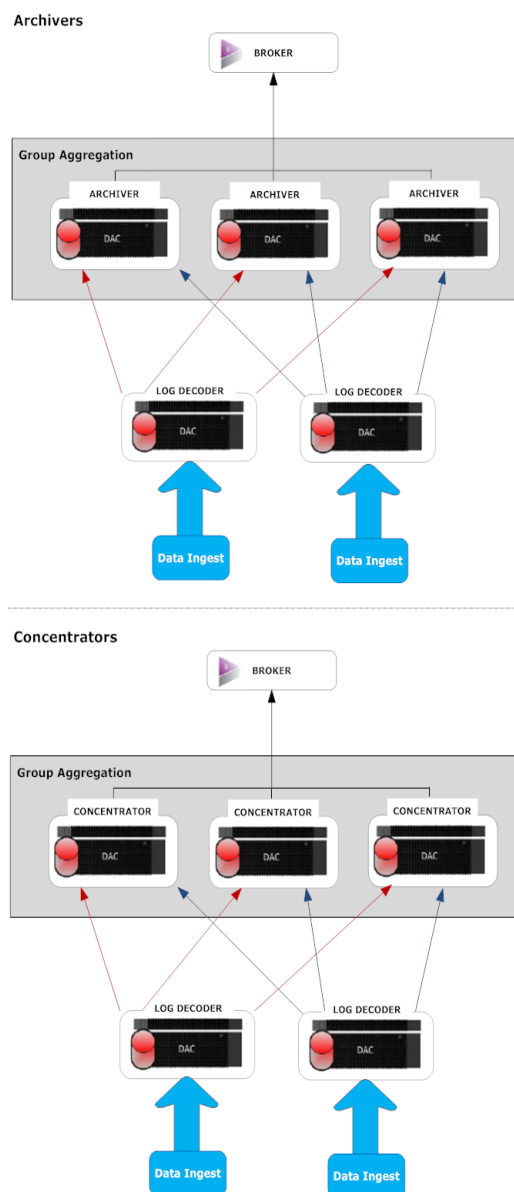 Archivers
BROKER
Group Aggregation
ARCHIVER
ARCHIVER
ARCHIVER
DAC
DAC
DAC
LOG DECODER
LOG DECODER
DAC
DAC
Data Ingest
Data Ingest
Concentrators
BROKER
Group Aggregation
CONCENTRATOR
CONCENTRATOR
CONCENTRATOR
DAC
DAC
DAC
LOG DECODER
LOG DECODER
DAC
DAC
Data Ingest
Data Ingest